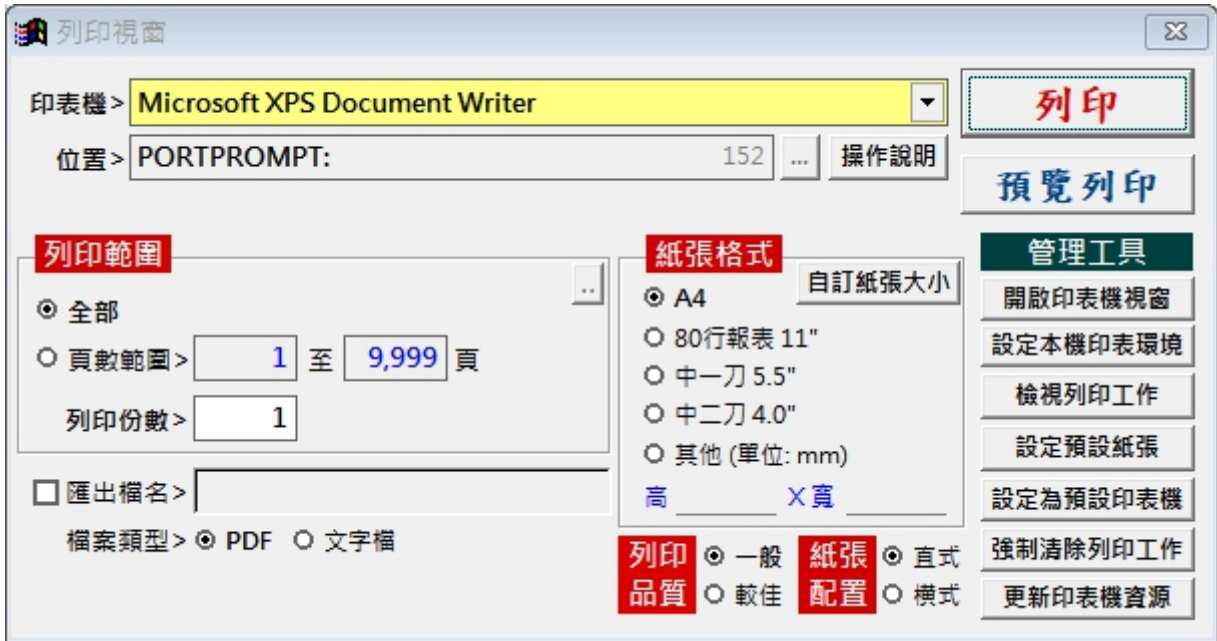 列印視窗
印表機> Microsoft XPS Document Writer
列印
位置> PORTPROMPT: 152 ... 操作說明
預覽列印
列印範圍
..
全部
頁數範圍> 1 至 9,999 頁
列印份數> 1
匯出檔名>
檔案類型> PDF 文字檔
紙張格式
自訂紙張大小
A4
80行報表 11"
中一刀 5.5"
中二刀 4.0"
其他 (單位: mm)
高 ______ X寬 ______
列印品質 一般 較佳
紙張配置 直式 橫式
管理工具
開啟印表機視窗
設定本機印表環境
檢視列印工作
設定預設紙張
設定為預設印表機
強制清除列印工作
更新印表機資源